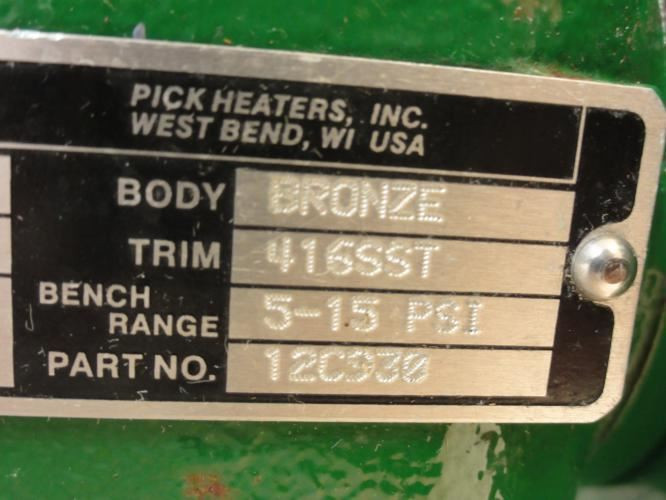 PICK HEATERS, INC.
WEST BEND, WI USA
BODY BRONZE
TRIM 416SST
BENCH RANGE 5-15 PSI
PART NO. 12C930